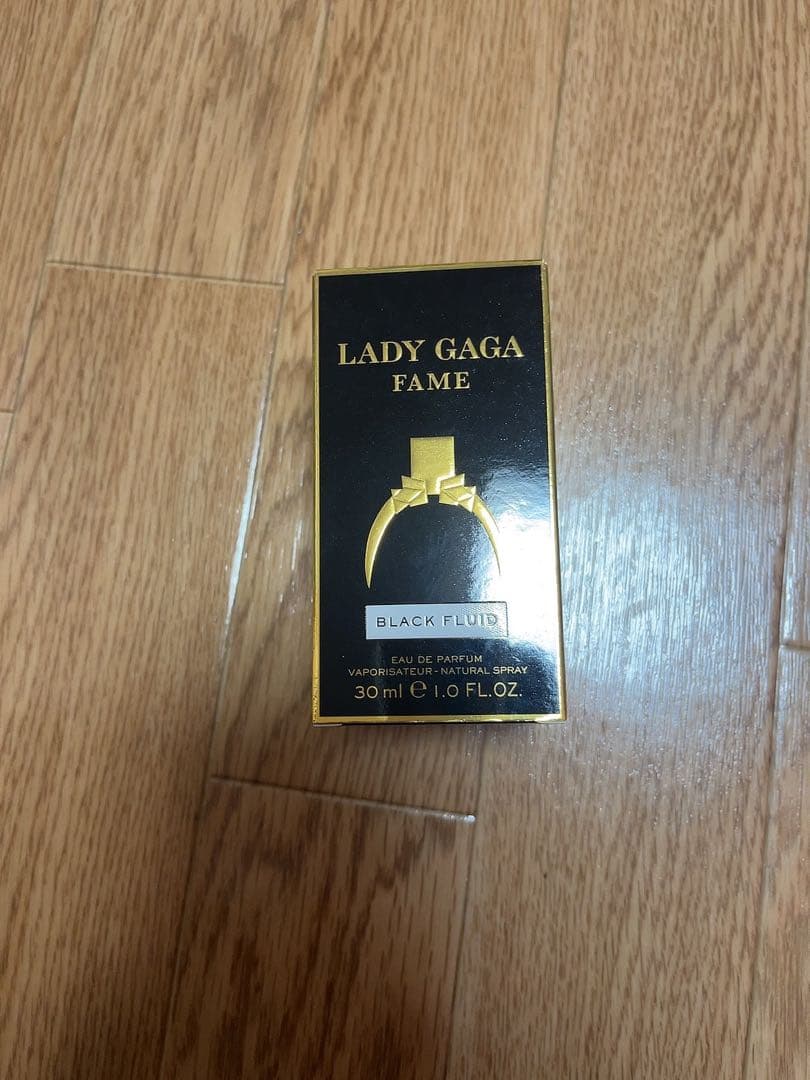 LADY GAGA
FAME
BLACK FLUID
EAU DE PARFUM
VAPORISATEUR - NATURAL SPRAY
30 ml ℮ 1.0 FL.OZ.